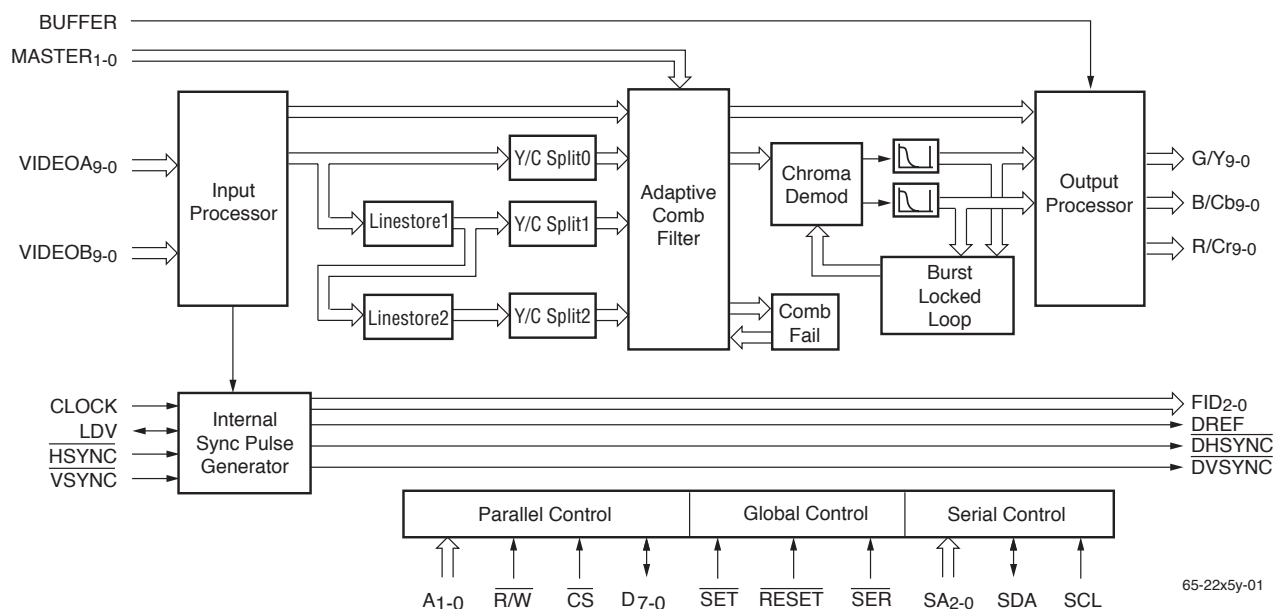 BUFFER
MASTER1-0
VIDEOA9-0
VIDEOB9-0
Input
Processor
Linestore1
Linestore2
Y/C Split0
Y/C Split1
Y/C Split2
Adaptive
Comb
Filter
Chroma
Demod
Comb
Fail
Burst
Locked
Loop
Output
Processor
G/Y9-0
B/Cb9-0
R/Cr9-0
CLOCK
LDV
HSYNC
VSYNC
Internal
Sync Pulse
Generator
FID2-0
DREF
DHSYNC
DVSYNC
Parallel Control
Global Control
Serial Control
A1-0
R/W
CS
D7-0
SET
RESET
SER
SA2-0
SDA
SCL
65-22x5y-01